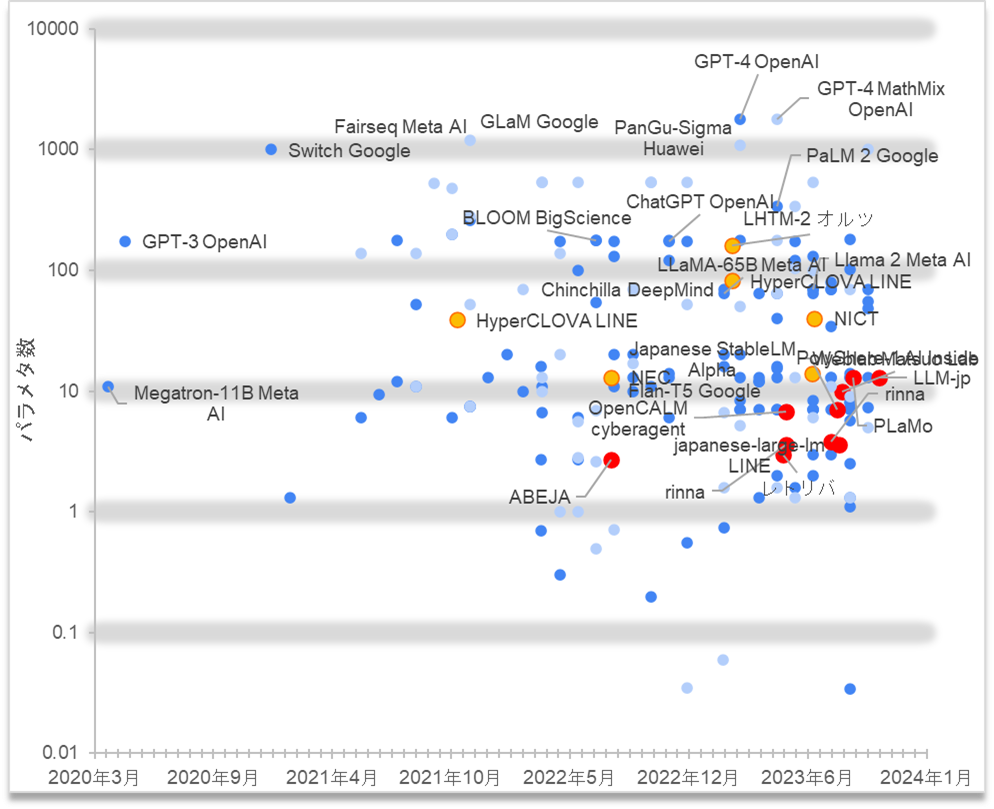 10000
GPT-4 OpenAI
GPT-4 MathMix
OpenAI
Fairseq Meta AI
GLaM Google
PanGu-Sigma
Huawei
1000
Switch Google
PaLM 2 Google
ChatGPT OpenAI
BLOOM BigScience
LHTM-2 オルツ
GPT-3 OpenAI
100
LLaMA-65B Meta AI
Llama 2 Meta AI
Chinchilla DeepMind
HyperCLOVA LINE
HyperCLOVA LINE
NICT
パラメタ数
Japanese StableLM
Alpha
NEC
Flan-T5 Google
LLM-jp
10
Megatron-11B Meta
AI
rinna
OpenCALM
cyberagent
PLaMo
japanese-large-lm
LINE
ABEJA
rinna
レトリバ
1
0.1
0.01
2020年3月
2020年9月
2021年4月
2021年10月
2022年5月
2022年12月
2023年6月
2024年1月